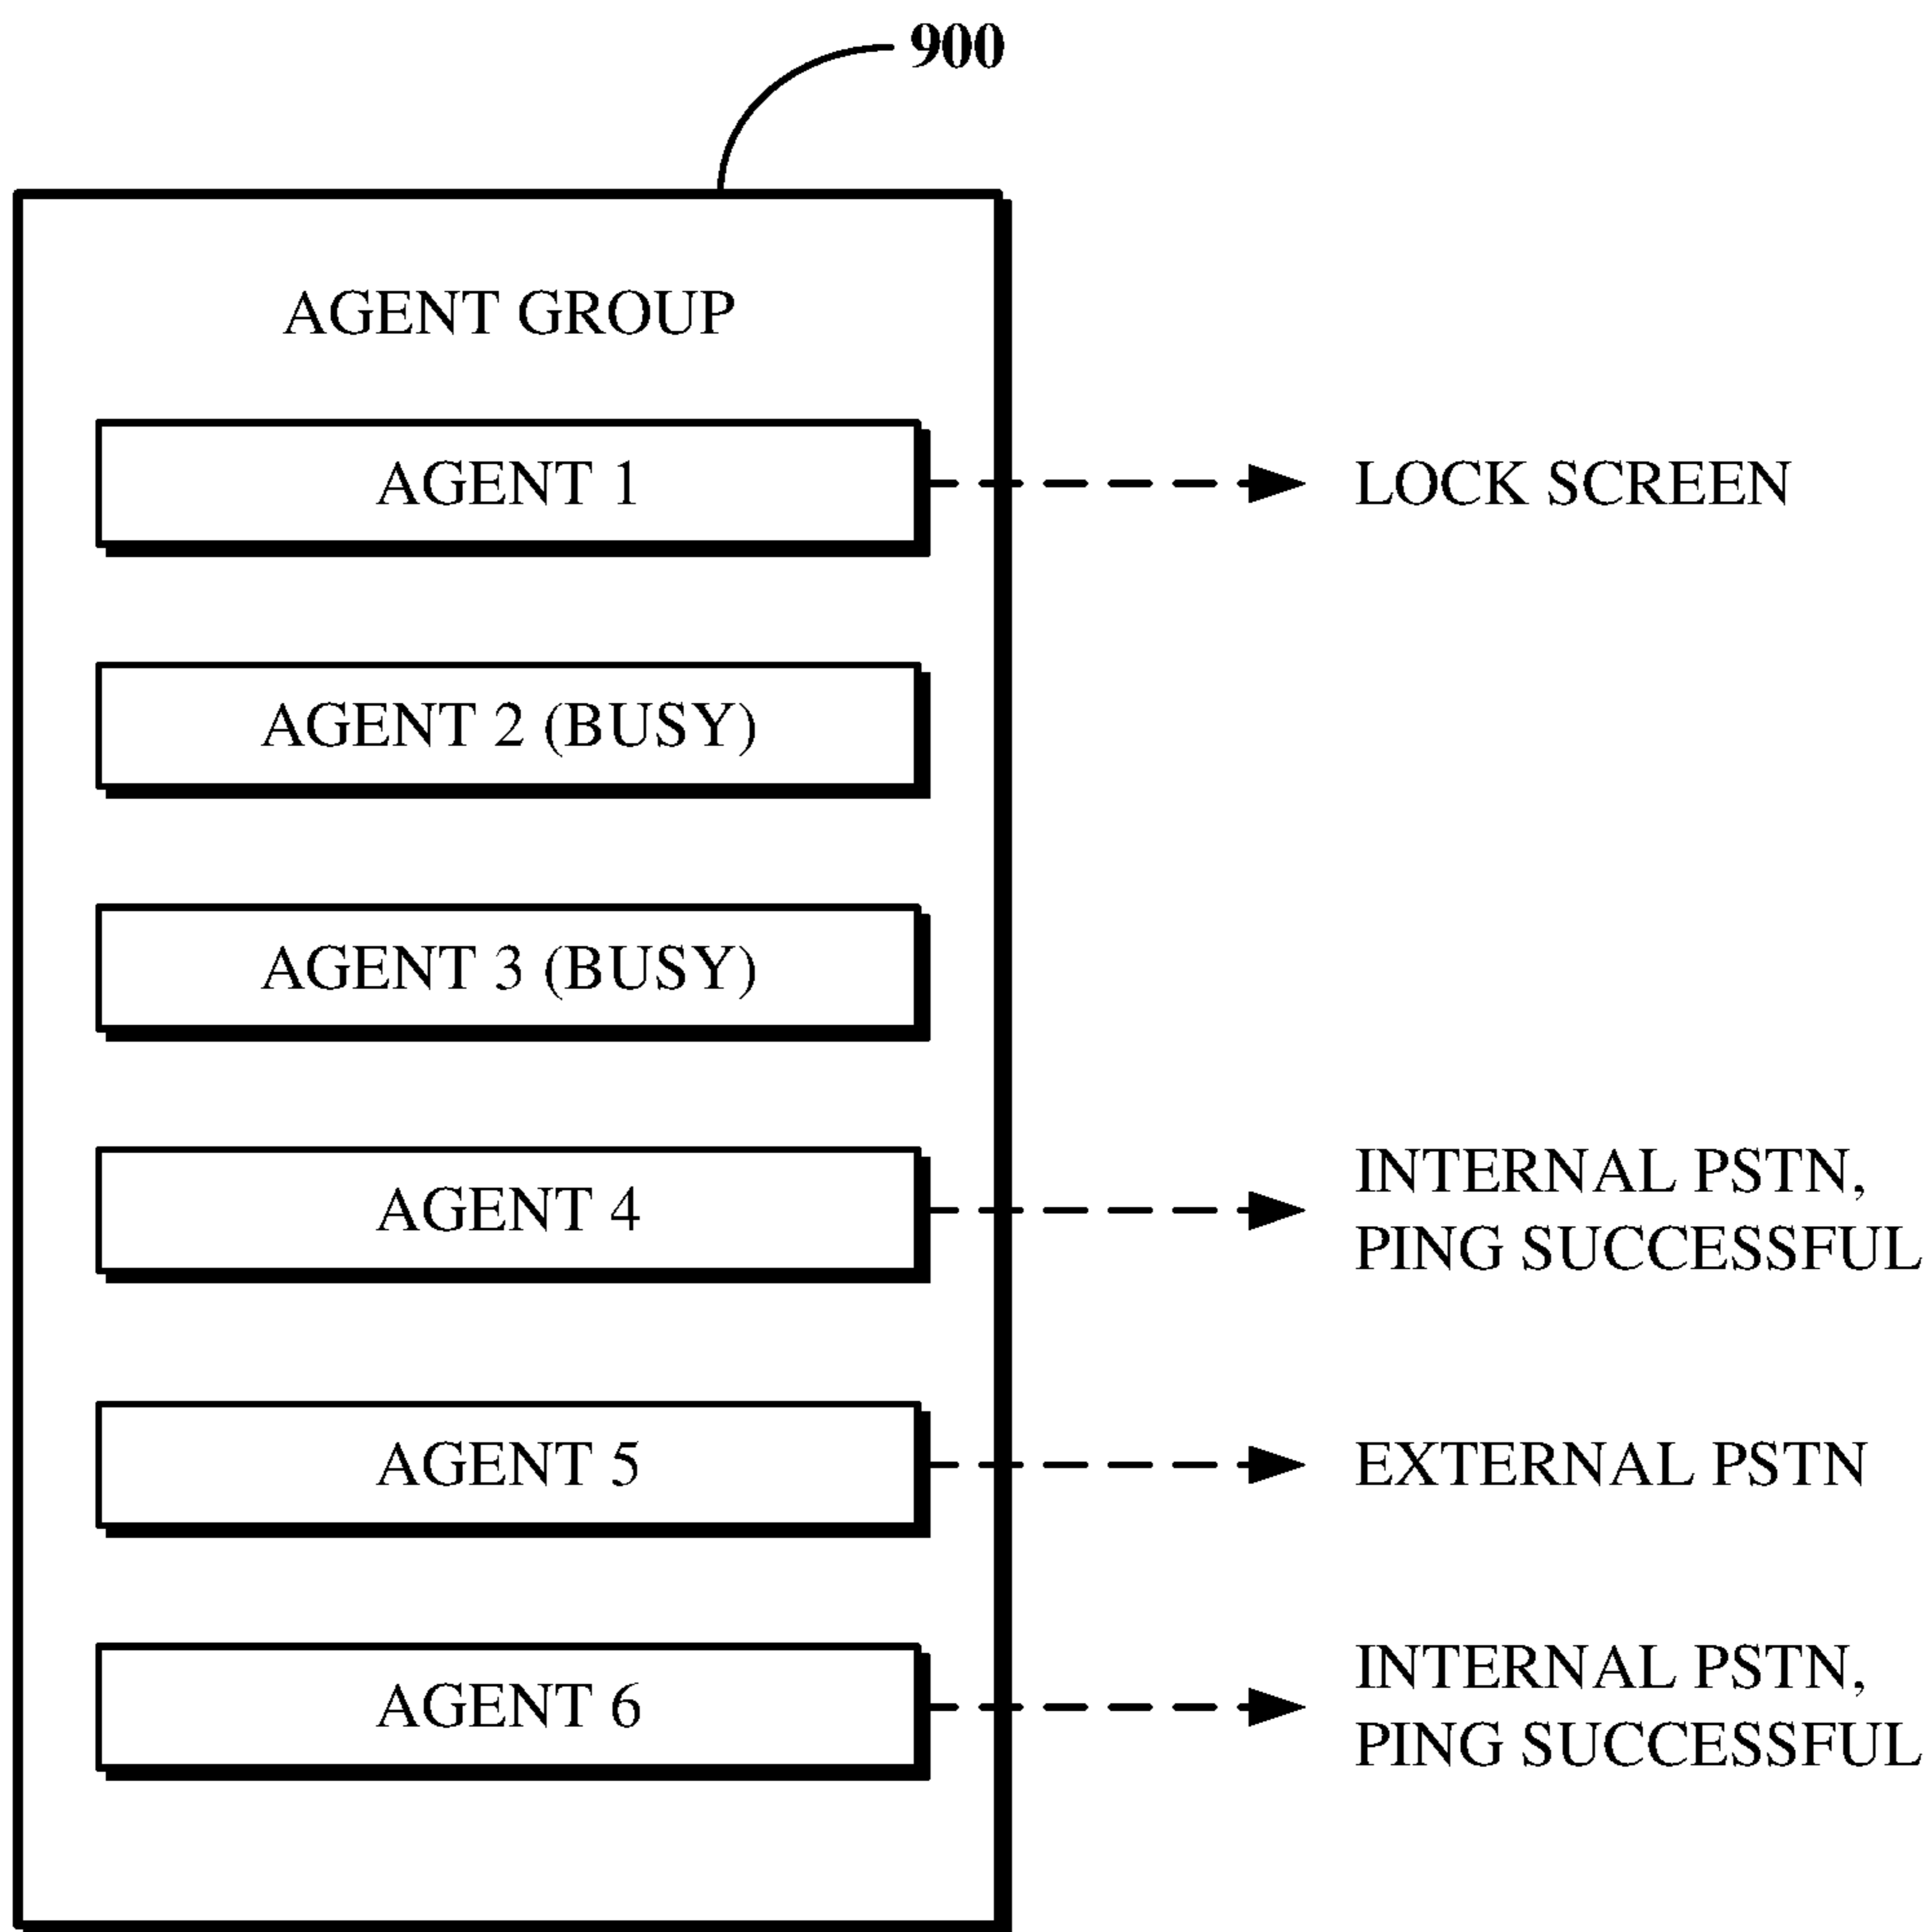 900
AGENT GROUP
AGENT 1
LOCK SCREEN
AGENT 2 (BUSY)
AGENT 3 (BUSY)
AGENT 4
INTERNAL PSTN,
PING SUCCESSFUL
AGENT 5
EXTERNAL PSTN
AGENT 6
INTERNAL PSTN,
PING SUCCESSFUL